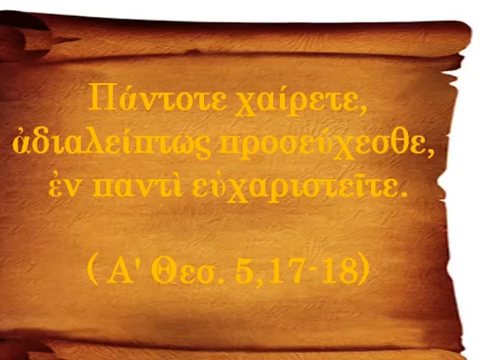 Πάντοτε χαίρετε,
ἀδιαλείπτως προσεύχεσθε,
ἐν παντὶ εὐχαριστεῖτε.
( Α' Θεσ. 5,17-18)